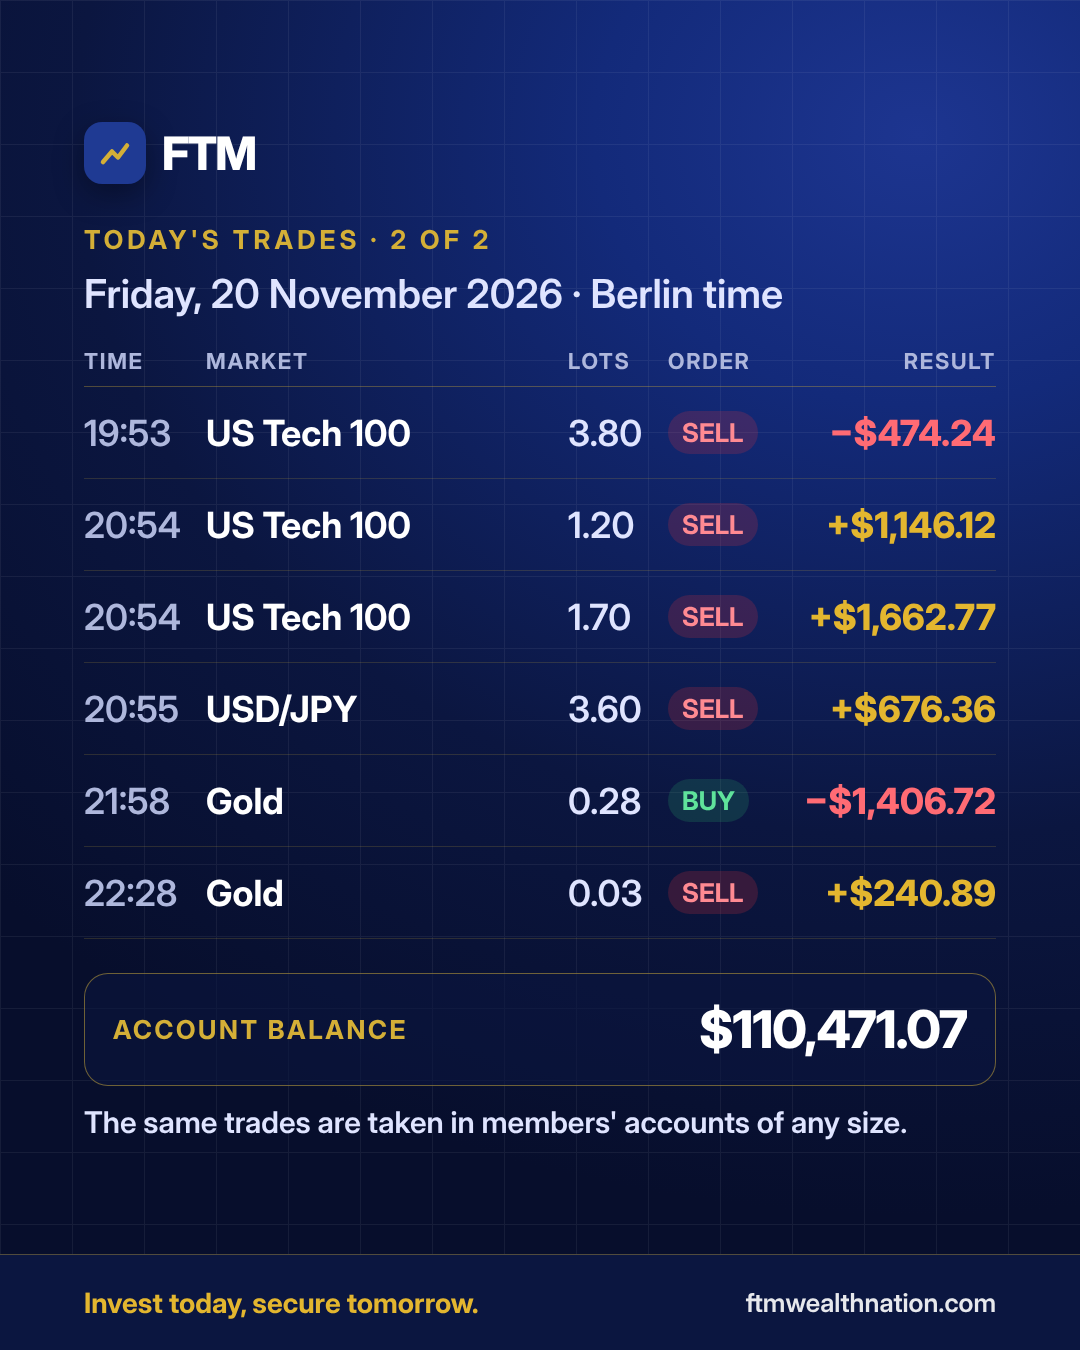 FTM
TODAY'S TRADES · 2 OF 2
Friday, 20 November 2026 · Berlin time
TIME MARKET LOTS ORDER RESULT
19:53 US Tech 100 3.80 SELL −$474.24
20:54 US Tech 100 1.20 SELL +$1,146.12
20:54 US Tech 100 1.70 SELL +$1,662.77
20:55 USD/JPY 3.60 SELL +$676.36
21:58 Gold 0.28 BUY −$1,406.72
22:28 Gold 0.03 SELL +$240.89
ACCOUNT BALANCE $110,471.07
The same trades are taken in members' accounts of any size.
Invest today, secure tomorrow. ftmwealthnation.com